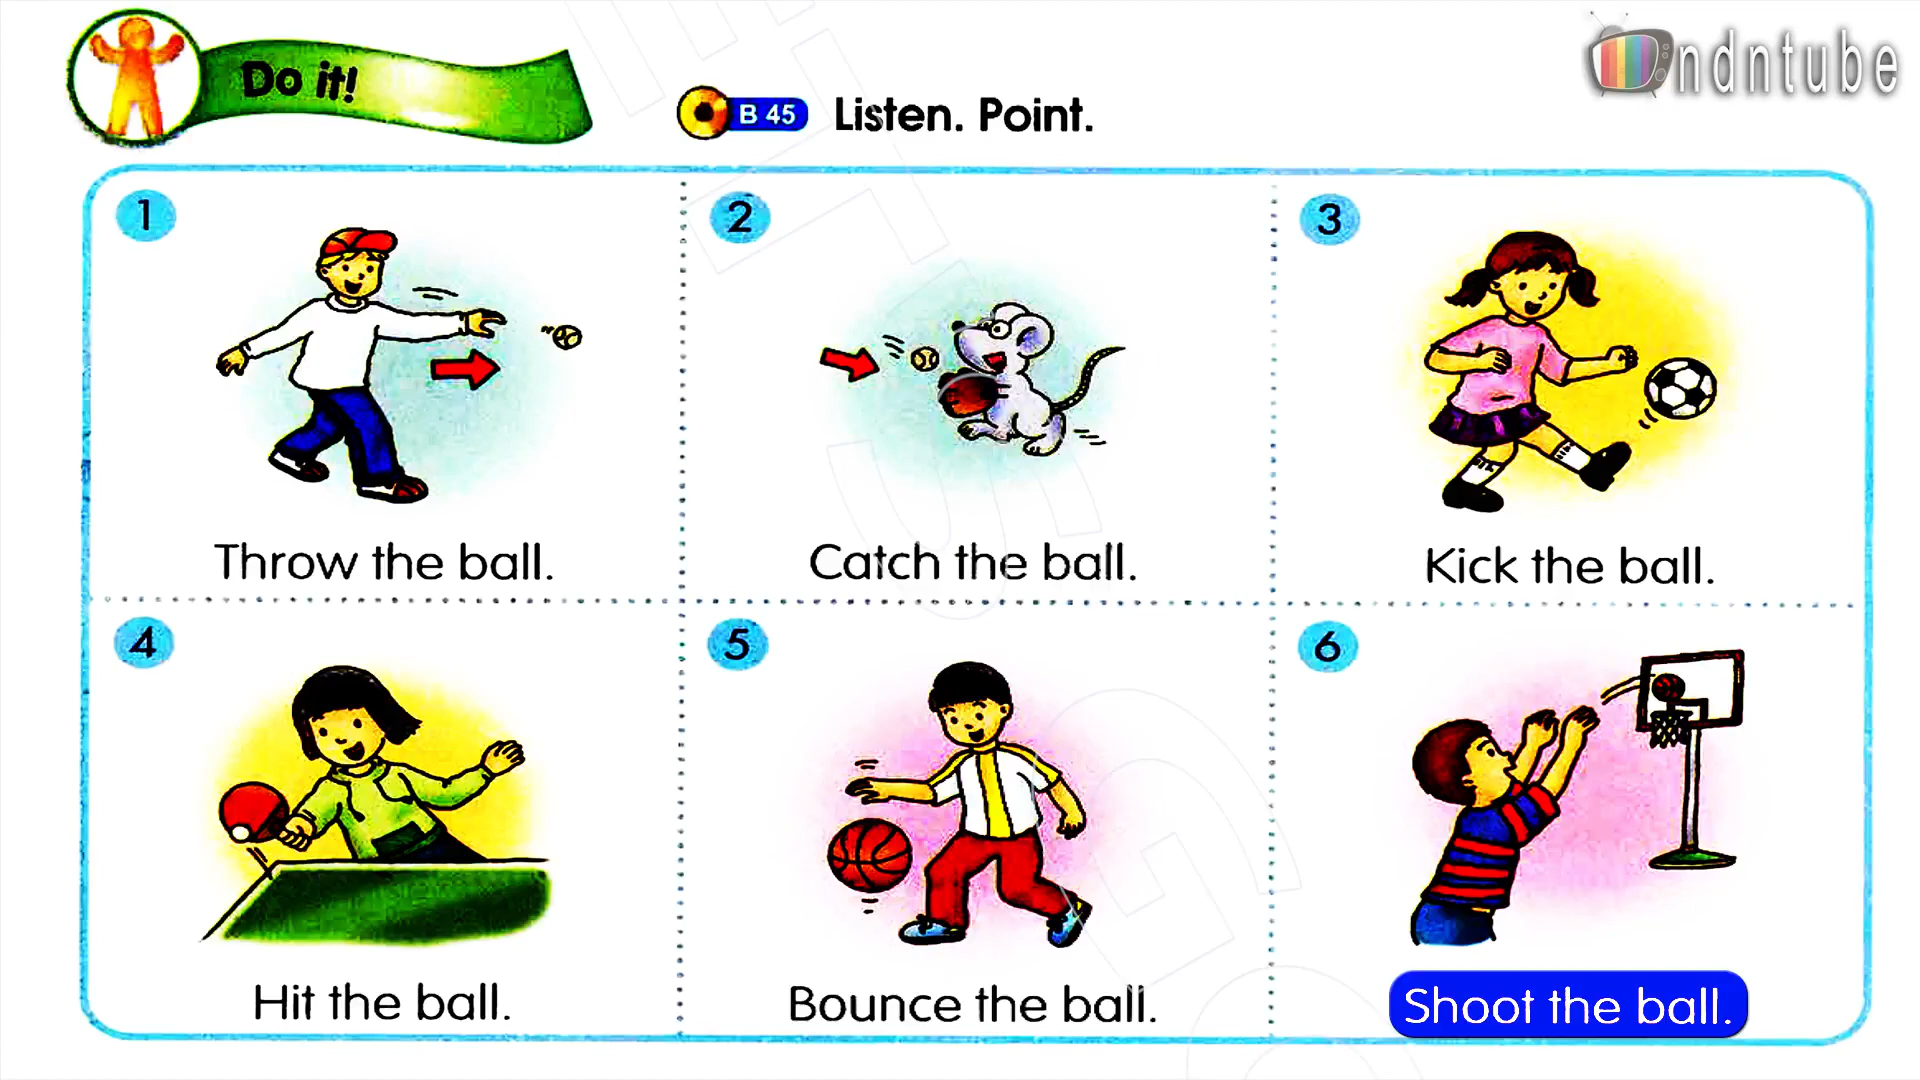 Do it!
B 45 Listen. Point.
ndntube
1
2
3
Throw the ball.
Catch the ball.
Kick the ball.
4
5
6
Hit the ball.
Bounce the ball.
Shoot the ball.